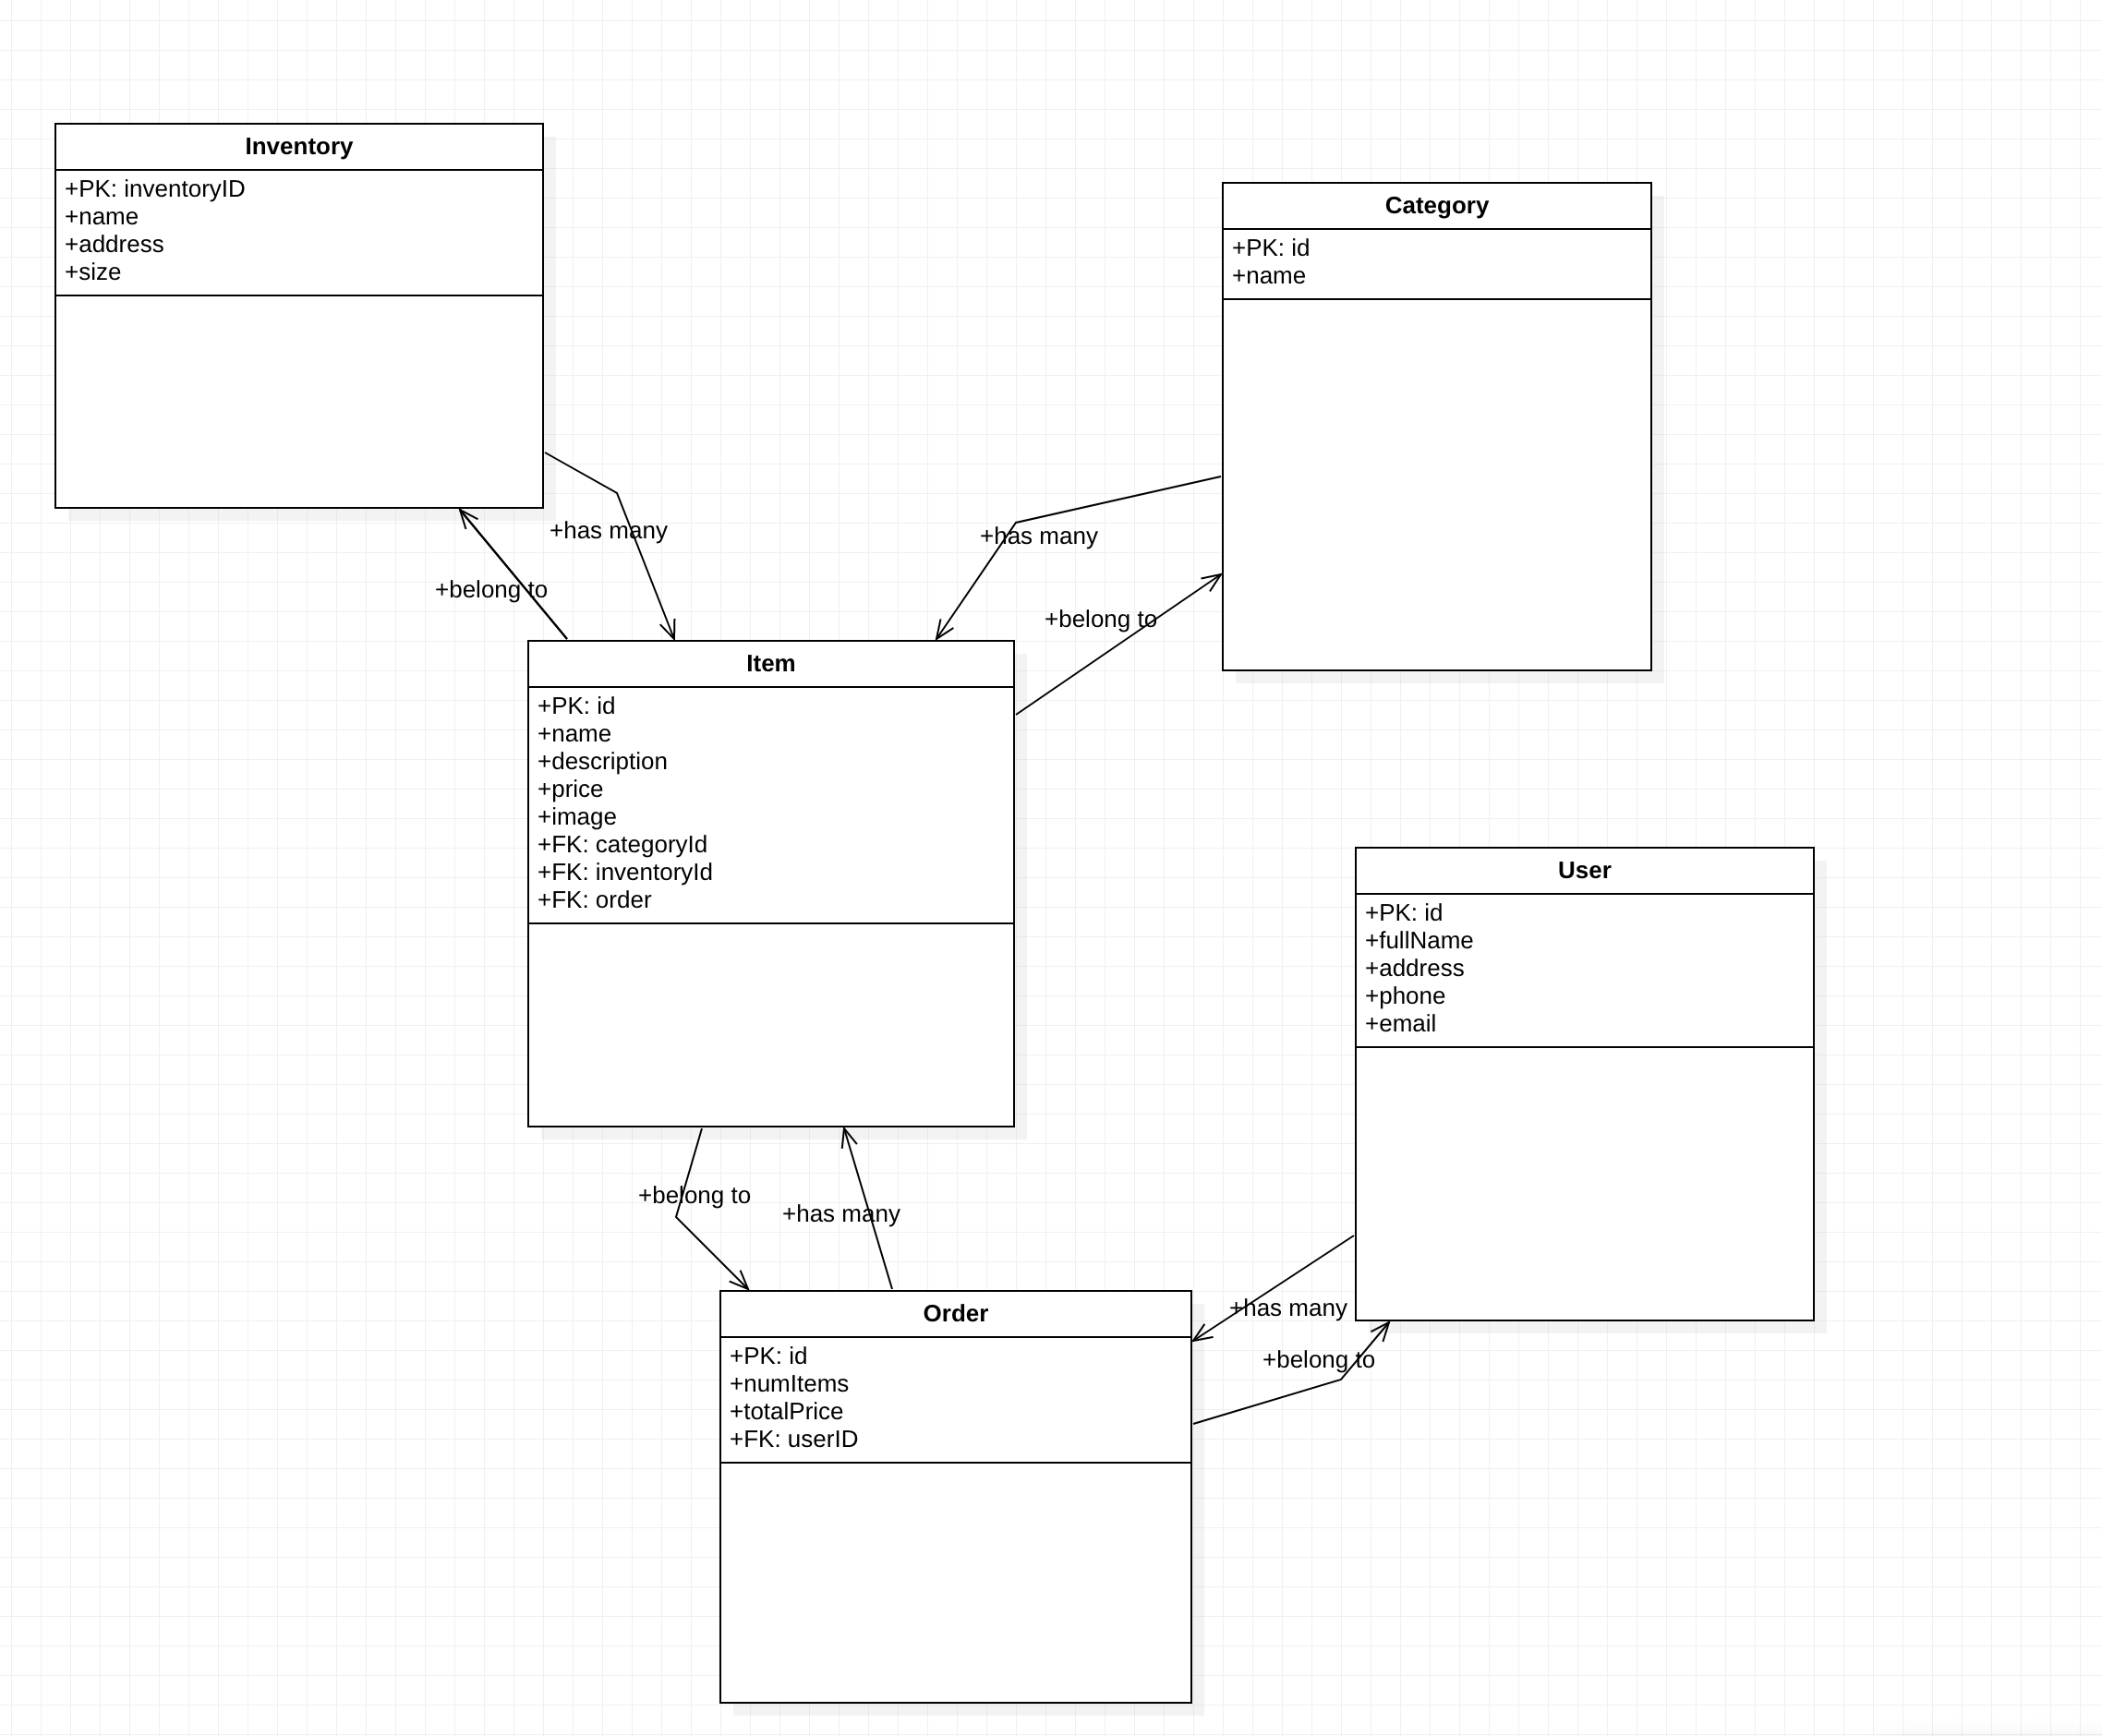 Inventory
+PK: inventoryID
+name
+address
+size
Category
+PK: id
+name
+has many
+belong to
+has many
+belong to
Item
+PK: id
+name
+description
+price
+image
+FK: categoryId
+FK: inventoryId
+FK: order
User
+PK: id
+fullName
+address
+phone
+email
+belong to
+has many
+has many
+belong to
Order
+PK: id
+numItems
+totalPrice
+FK: userID